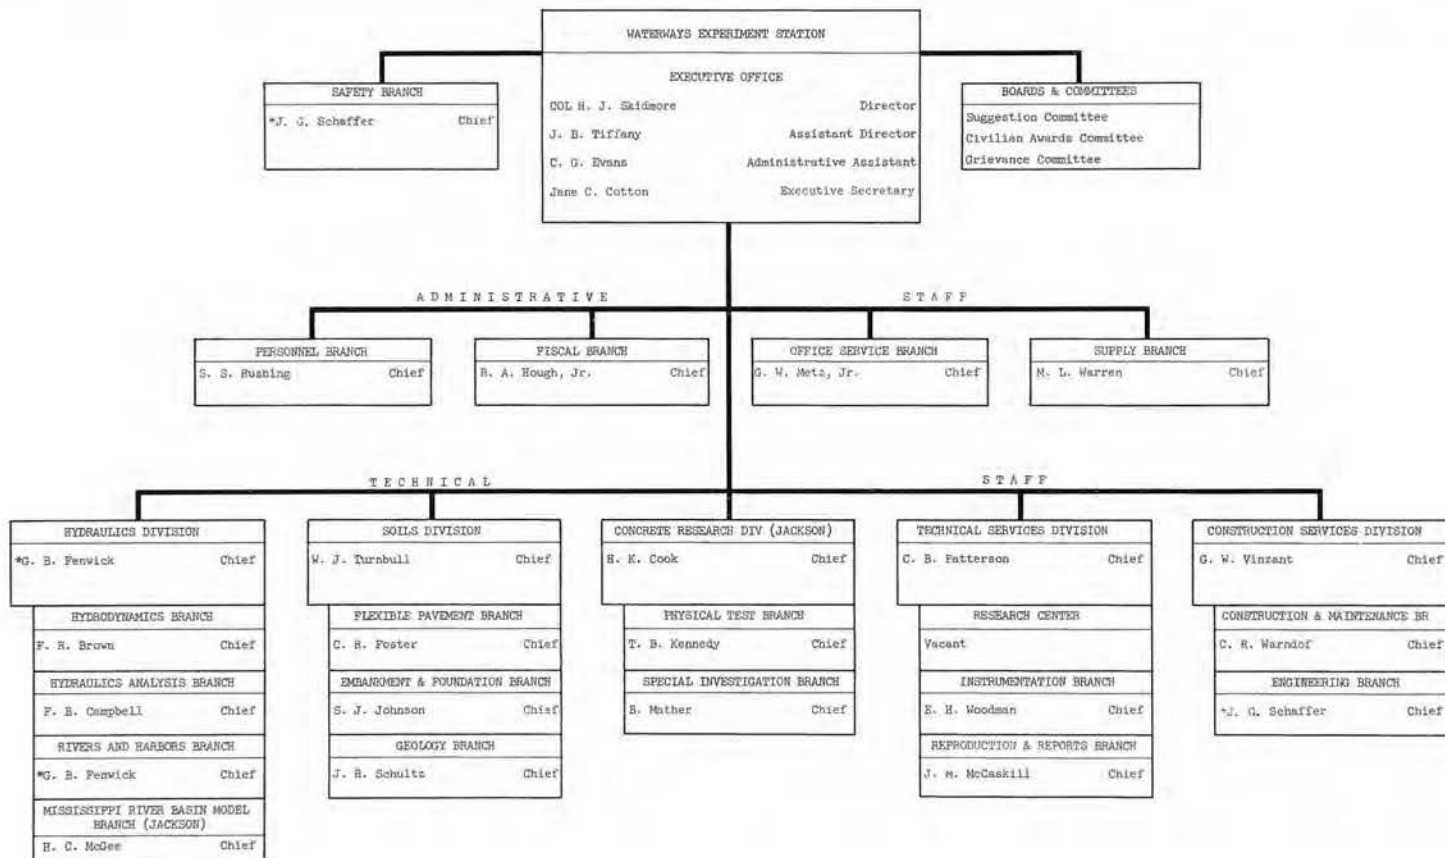 WATERWAYS EXPERIMENT STATION
EXECUTIVE OFFICE
COL H. J. Skidmore Director
J. B. Tiffany Assistant Director
C. G. Evans Administrative Assistant
Jane C. Cotton Executive Secretary
SAFETY BRANCH
*J. G. Schaffer Chief
BOARDS & COMMITTEES
Suggestion Committee
Civilian Awards Committee
Grievance Committee
ADMINISTRATIVE STAFF
PERSONNEL BRANCH
S. S. Rushing Chief
FISCAL BRANCH
R. A. Hough, Jr. Chief
OFFICE SERVICE BRANCH
G. W. Metz, Jr. Chief
SUPPLY BRANCH
M. L. Warren Chief
TECHNICAL STAFF
HYDRAULICS DIVISION
*G. B. Fenwick Chief
HYDRODYNAMICS BRANCH
F. R. Brown Chief
HYDRAULICS ANALYSIS BRANCH
F. B. Campbell Chief
RIVERS AND HARBORS BRANCH
*G. B. Fenwick Chief
MISSISSIPPI RIVER BASIN MODEL
BRANCH (JACKSON)
H. C. McGee Chief
SOILS DIVISION
W. J. Turnbull Chief
FLEXIBLE PAVEMENT BRANCH
C. R. Foster Chief
EMBANKMENT & FOUNDATION BRANCH
S. J. Johnson Chief
GEOLOGY BRANCH
J. R. Schultz Chief
CONCRETE RESEARCH DIV (JACKSON)
H. K. Cook Chief
PHYSICAL TEST BRANCH
T. B. Kennedy Chief
SPECIAL INVESTIGATION BRANCH
B. Mather Chief
TECHNICAL SERVICES DIVISION
C. B. Patterson Chief
RESEARCH CENTER
Vacant
INSTRUMENTATION BRANCH
E. H. Woodman Chief
REPRODUCTION & REPORTS BRANCH
J. M. McCaskill Chief
CONSTRUCTION SERVICES DIVISION
G. W. Vinzant Chief
CONSTRUCTION & MAINTENANCE BR
C. R. Warndof Chief
ENGINEERING BRANCH
*J. G. Schaffer Chief